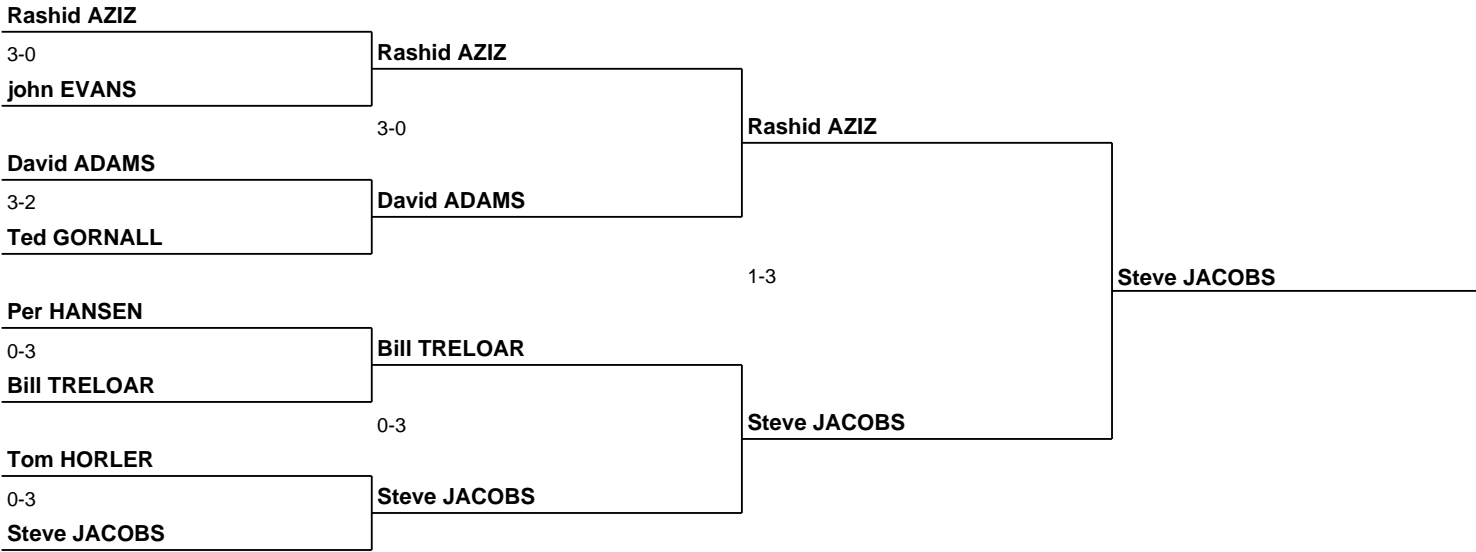 Rashid AZIZ
3-0
Rashid AZIZ
john EVANS
3-0
Rashid AZIZ
David ADAMS
3-2
David ADAMS
Ted GORNALL
1-3
Steve JACOBS
Per HANSEN
0-3
Bill TRELOAR
Bill TRELOAR
0-3
Steve JACOBS
Tom HORLER
0-3
Steve JACOBS
Steve JACOBS